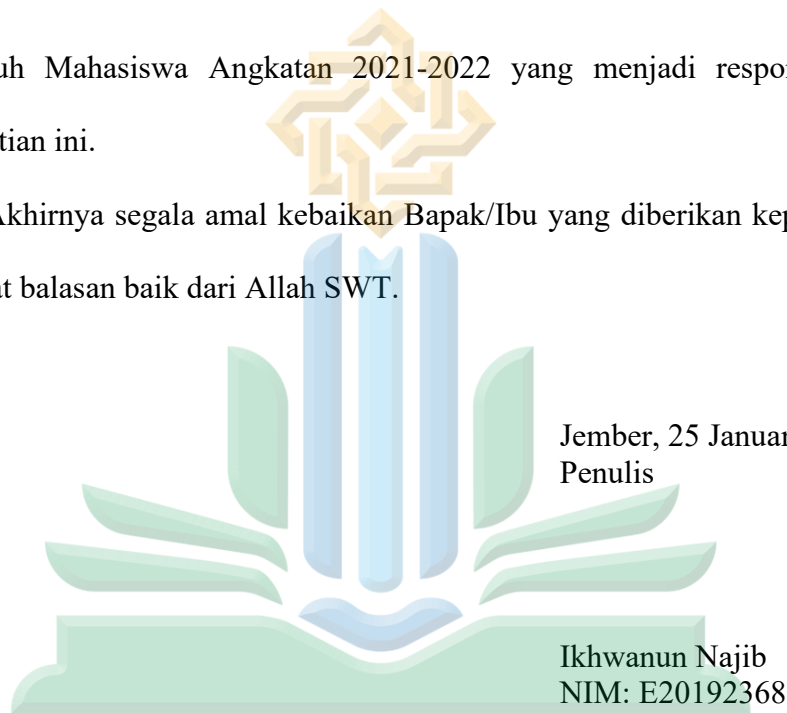 uh Mahasiswa Angkatan 2021-2022 yang menjadi respon
tian ini.
Akhirnya segala amal kebaikan Bapak/Ibu yang diberikan kep
at balasan baik dari Allah SWT.
Jember, 25 Januar
Penulis
Ikhwanun Najib
NIM: E20192368